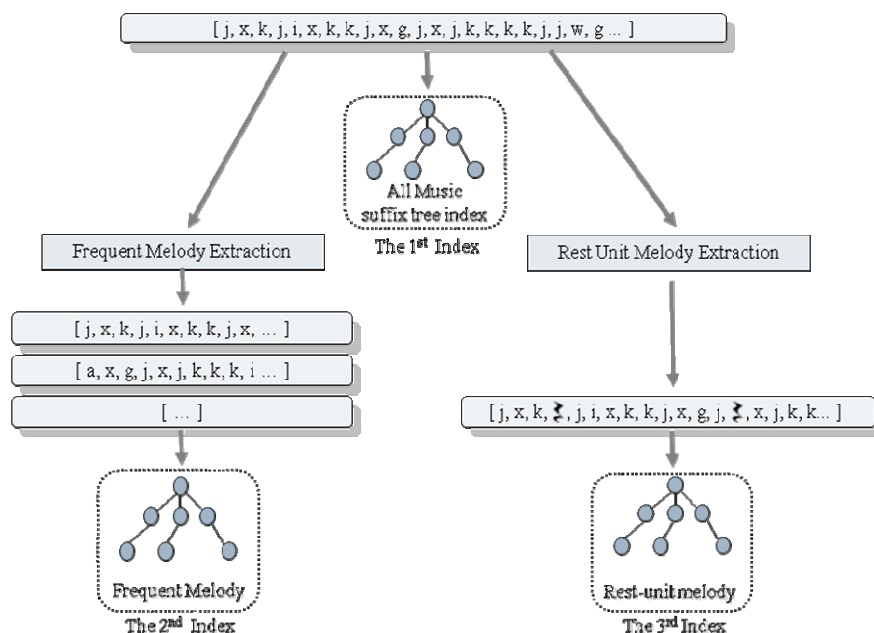 [ j, x, k, j, i, x, k, k, j, x, g, j, x, j, k, k, k, k, j, j, w, g ... ]
All Music
suffix tree index
The 1st Index
Frequent Melody Extraction
Rest Unit Melody Extraction
[ j, x, k, j, i, x, k, k, j, x, ... ]
[ a, x, g, j, x, j, k, k, k, i ... ]
[ ... ]
[ j, x, k, 𝄽, j, i, x, k, k, j, x, g, j, 𝄽, x, j, k, k... ]
Frequent Melody
The 2nd Index
Rest-unit melody
The 3rd Index